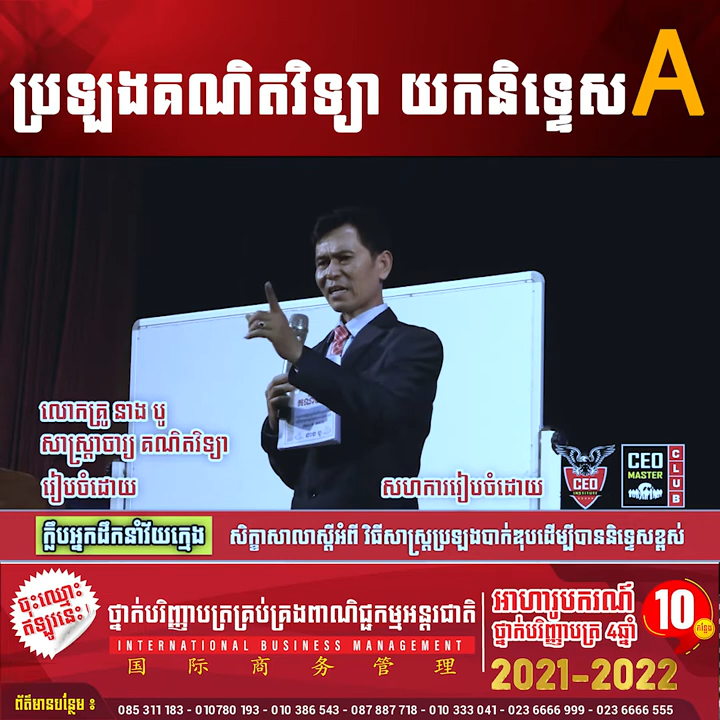 ប្រឡងគណិតវិទ្យា យកនិទ្ទេស A
លោកគ្រូ នាង បូ
សាស្ត្រាចារ្យ គណិតវិទ្យា
រៀបចំដោយ
សហការរៀបចំដោយ
CEO
INSTITUTE
CEO
MASTER
CLUB
ក្លឹបអ្នកដឹកនាំវ័យក្មេង
សិក្ខាសាលាស្តីអំពី វិធីសាស្ត្រប្រឡងបាក់ឌុបដើម្បីបាននិទ្ទេសខ្ពស់
ចុះឈ្មោះ
ឥឡូវនេះ!
ថ្នាក់បរិញ្ញាបត្រគ្រប់គ្រងពាណិជ្ជកម្មអន្តរជាតិ
INTERNATIONAL BUSINESS MANAGEMENT
国 际 商 务 管 理
អាហារូបករណ៍
ថ្នាក់បរិញ្ញាបត្រ 4ឆ្នាំ
10
កន្លែង
2021-2022
ព័ត៌មានបន្ថែម ៖
085 311 183 - 010780 193 - 010 386 543 - 087 887 718 - 010 333 041 - 023 6666 999 - 023 6666 555